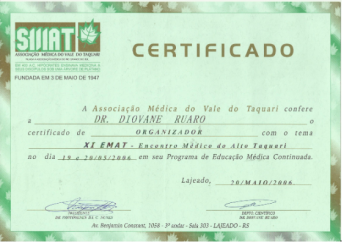 SMAT
CERTIFICADO
ASSOCIAÇÃO MÉDICA DO VALE DO TAQUARI
FUNDADA EM 3 DE MAIO DE 1947
A Associação Médica do Vale do Taquari confere
a DR. DIOVANE RUARO o
certificado de ORGANIZADOR com o tema
XI EMAT - Encontro Médico do Alto Taquari
no dia 19 e 20/05/2006 em seu Programa de Educação Médica Continuada.
Lajeado, 20/MAIO/2006.
Av. Benjamin Constant, 1058 - 3º andar - Sala 303 - LAJEADO - RS